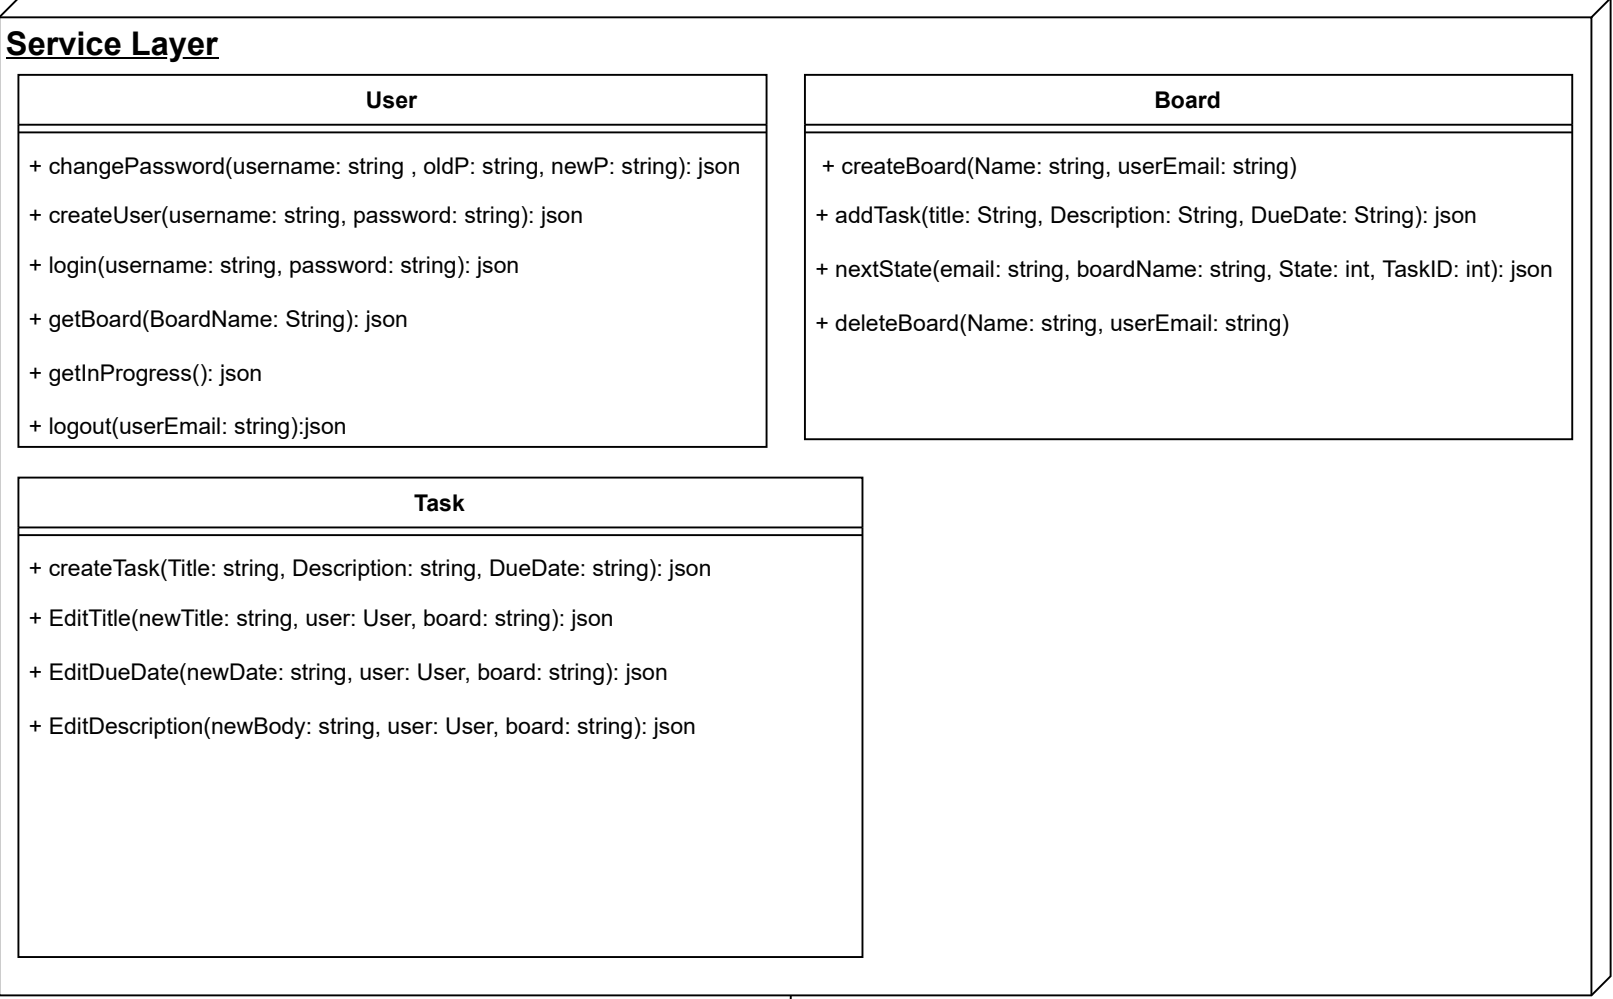 Service Layer
User
+ changePassword(username: string , oldP: string, newP: string): json
+ createUser(username: string, password: string): json
+ login(username: string, password: string): json
+ getBoard(BoardName: String): json
+ getInProgress(): json
+ logout(userEmail: string):json
Board
+ createBoard(Name: string, userEmail: string)
+ addTask(title: String, Description: String, DueDate: String): json
+ nextState(email: string, boardName: string, State: int, TaskID: int): json
+ deleteBoard(Name: string, userEmail: string)
Task
+ createTask(Title: string, Description: string, DueDate: string): json
+ EditTitle(newTitle: string, user: User, board: string): json
+ EditDueDate(newDate: string, user: User, board: string): json
+ EditDescription(newBody: string, user: User, board: string): json